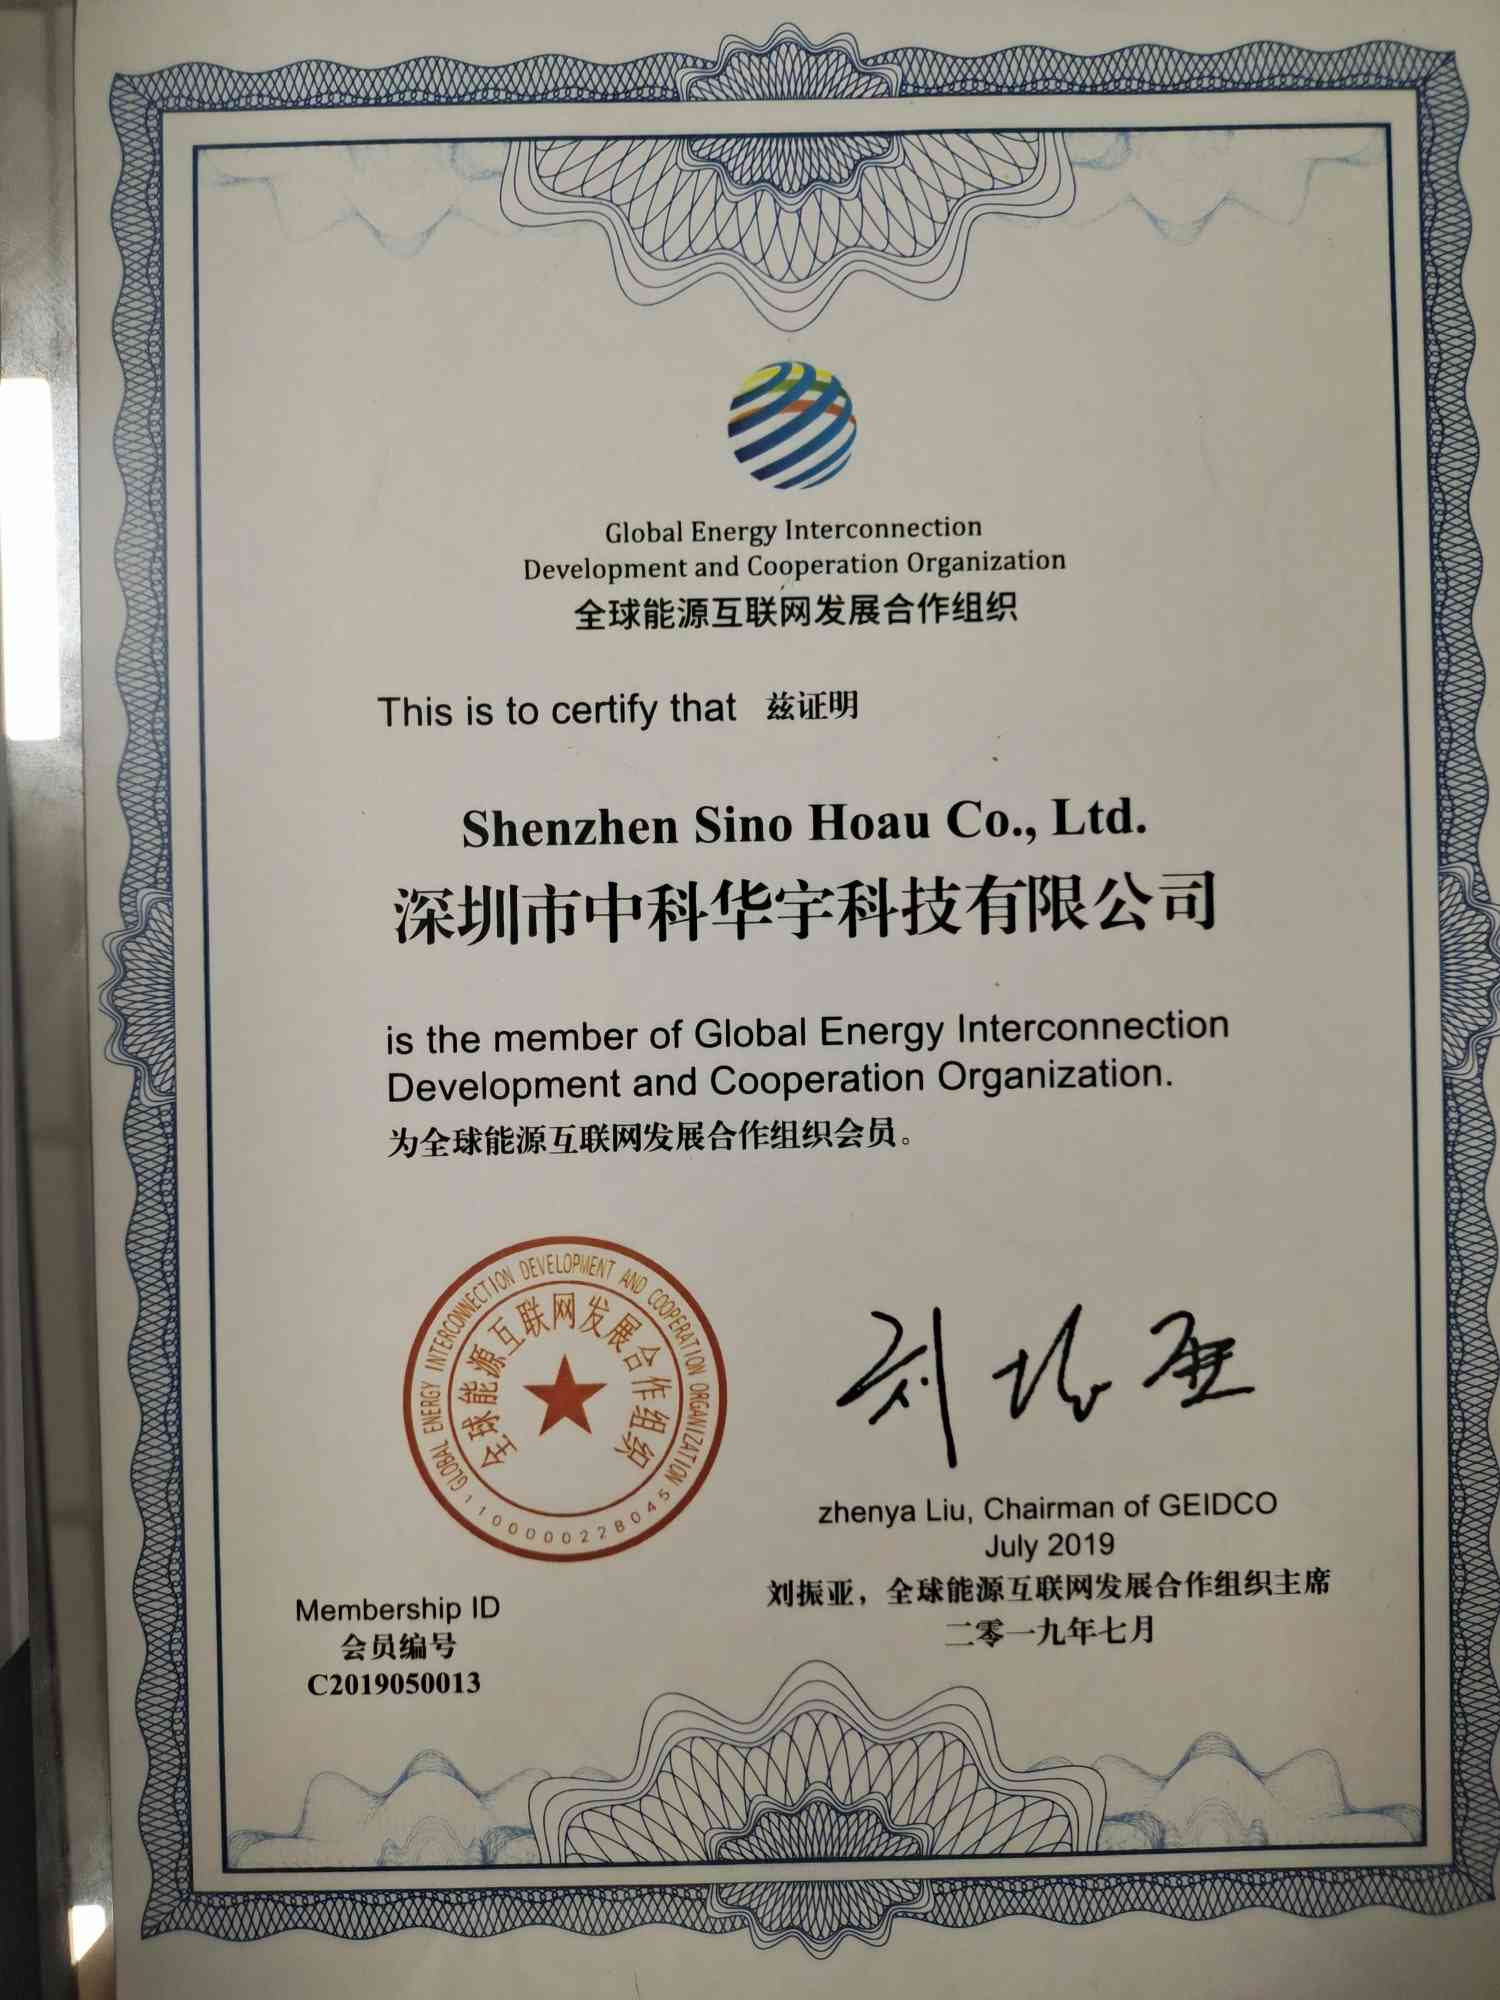 Global Energy Interconnection
Development and Cooperation Organization
全球能源互联网发展合作组织
This is to certify that 兹证明
Shenzhen Sino Hoau Co., Ltd.
深圳市中科华宇科技有限公司
is the member of Global Energy Interconnection
Development and Cooperation Organization.
为全球能源互联网发展合作组织会员。
GLOBAL ENERGY INTERCONNECTION DEVELOPMENT AND COOPERATION ORGANIZATION
全球能源互联网发展合作组织
1100000228045
刘振亚
zhenya Liu, Chairman of GEIDCO
July 2019
刘振亚，全球能源互联网发展合作组织主席
二零一九年七月
Membership ID
会员编号
C2019050013